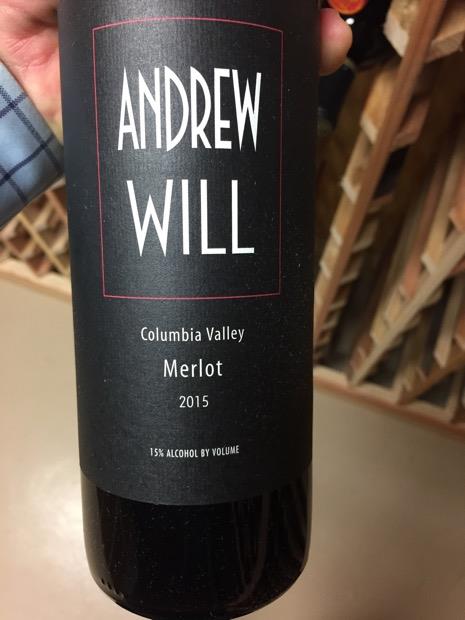 ANDREW
WILL
Columbia Valley
Merlot
2015
15% ALCOHOL BY VOLUME